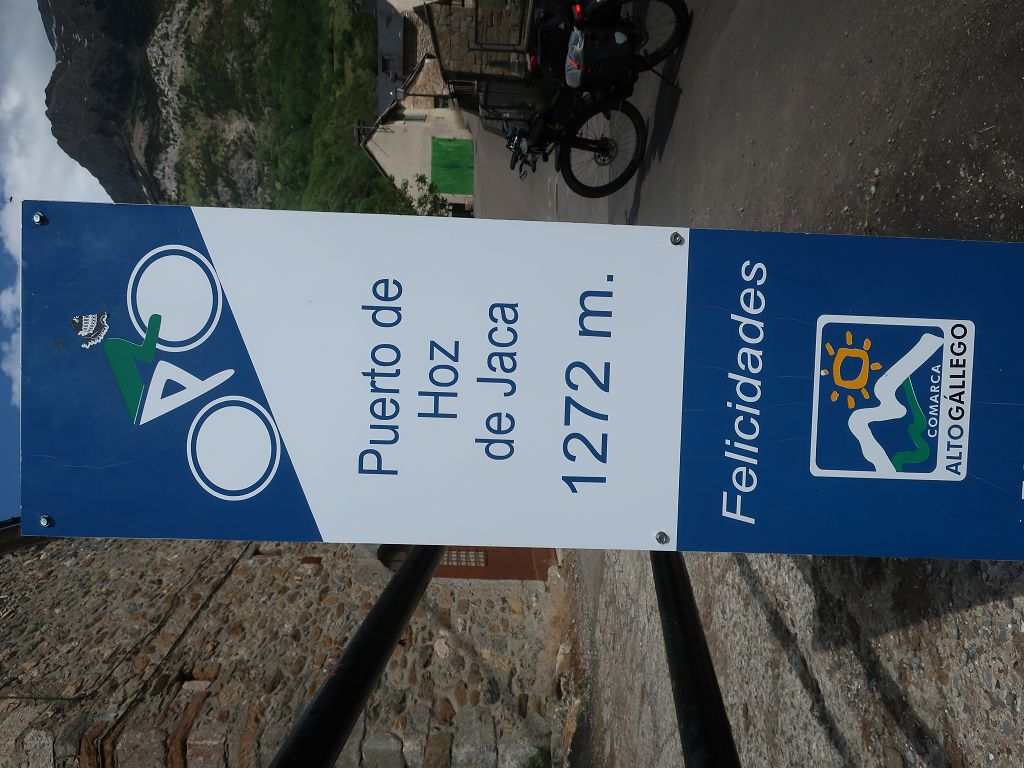 Puerto de
Hoz
de Jaca
1272 m.
Felicidades
COMARCA
ALTO GÁLLEGO